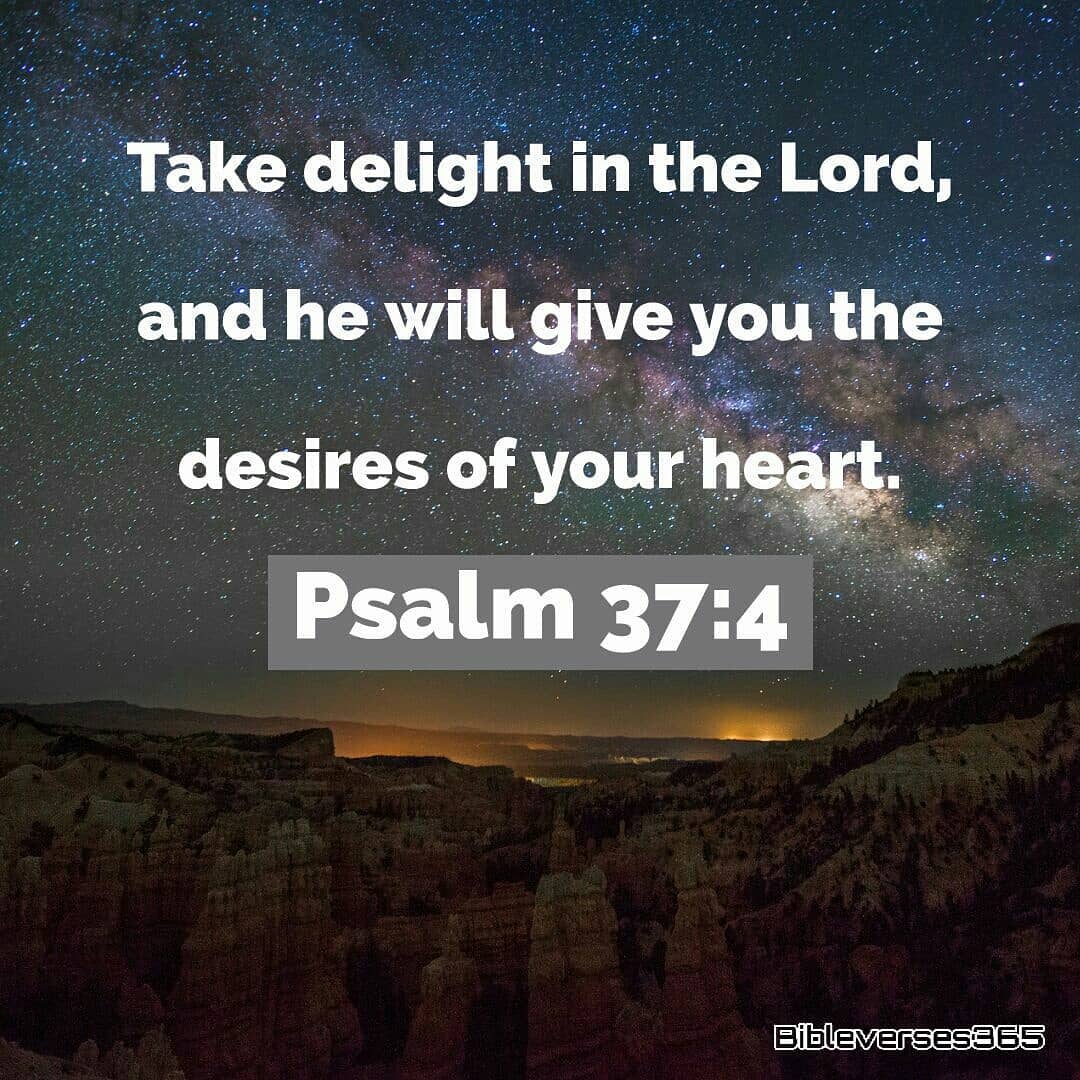 Take delight in the Lord,
and he will give you the
desires of your heart.
Psalm 37:4
Bibleverses365